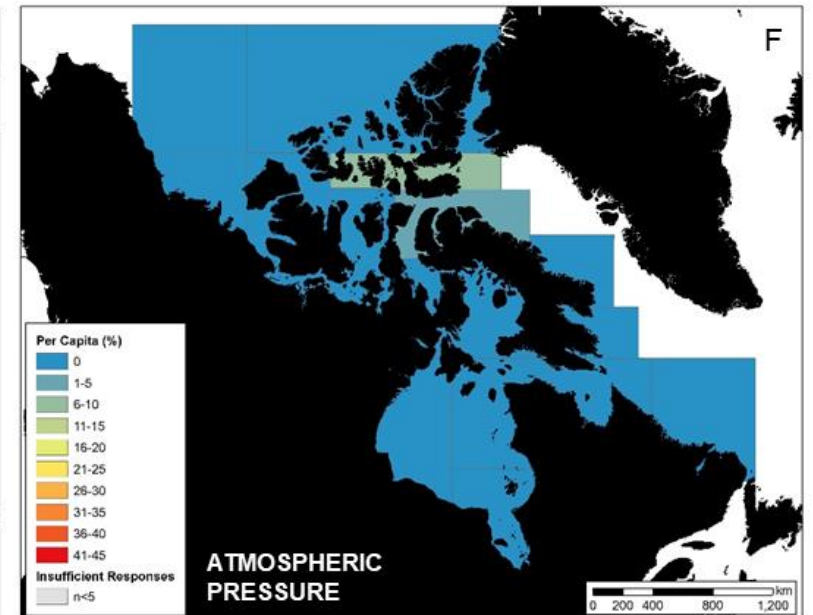 F
Per Capita (%)
0
1-5
6-10
11-15
16-20
21-25
26-30
31-35
36-40
41-45
Insufficient Responses
n<5
ATMOSPHERIC
PRESSURE
km
0 200 400 800 1,200